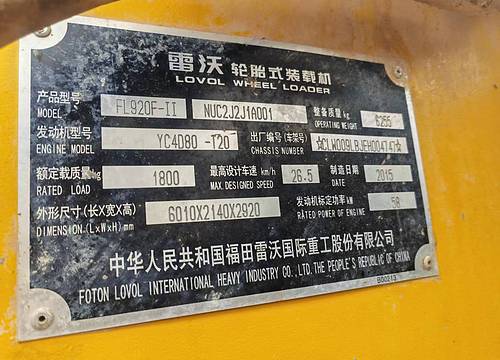 雷沃 轮胎式装载机
LOVOL WHEEL LOADER
产品型号 FL920F-II NUC2J2J1A001 整备质量 kg 5255
MODEL OPERATING WEIGHT
发动机型号 YC4D80 -T20 出厂编号(车架号) ☆CLW009LBJEH004747☆
ENGINE MODEL CHASSIS NUMBER
额定载质量kg 1800 最高设计车速 km/h 26.5 制造日期 2015
RATED LOAD MAX. DESIGNED SPEED DATE
外形尺寸(长X宽X高) 6010X2140X2920 发动机标定功率 kW 58
DIMENSION.(LxWxH) mm RATED POWER OF ENGINE
中华人民共和国福田雷沃国际重工股份有限公司
FOTON LOVOL INTERNATIONAL HEAVY INDUSTRY CO., LTD. THE PEOPLE'S REPUBLIC OF CHINA
B00213